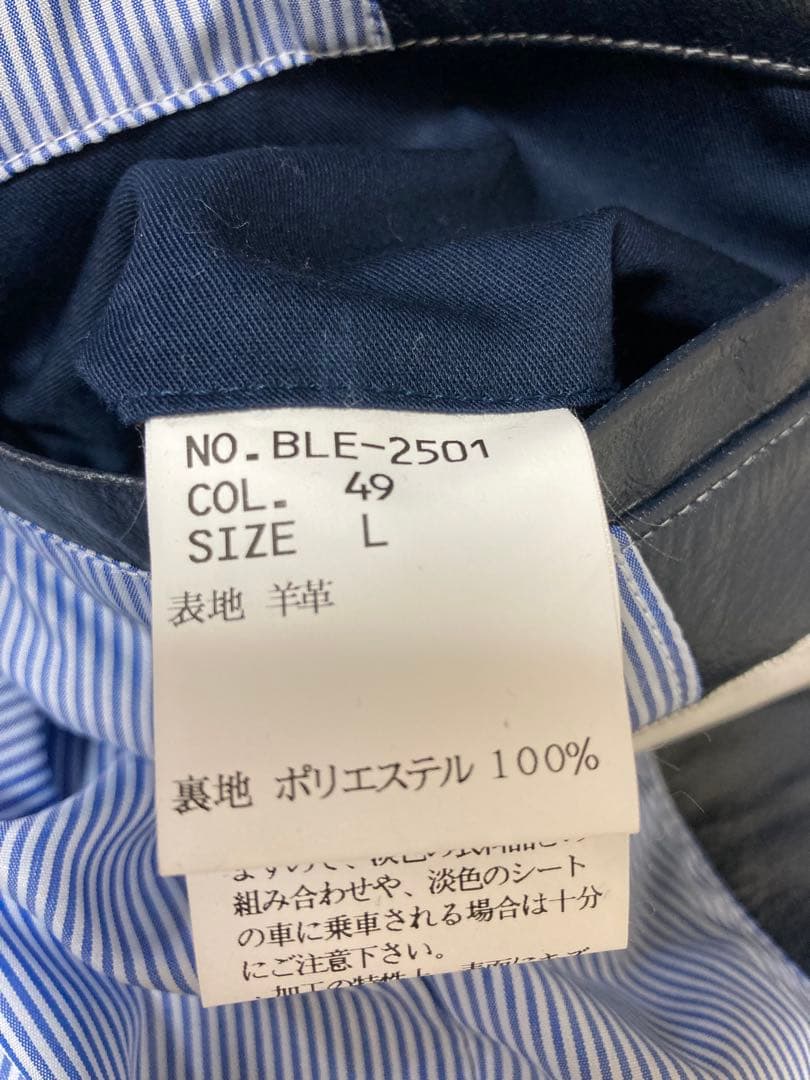 NO.BLE-2501
COL. 49
SIZE L
表地 羊革
裏地 ポリエステル 100%
組み合わせや、淡色のシート
の車に乗車される場合は十分
にご注意下さい。